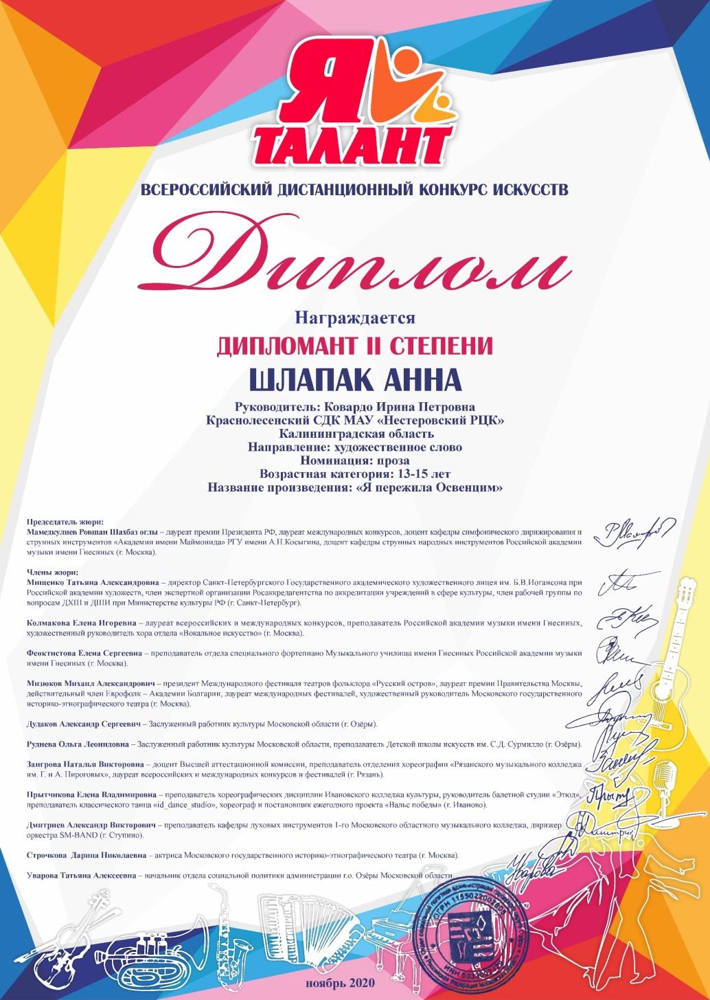 Я
ТАЛАНТ
ВСЕРОССИЙСКИЙ ДИСТАНЦИОННЫЙ КОНКУРС ИСКУССТВ
Диплом
Награждается
ДИПЛОМАНТ II СТЕПЕНИ
ШЛАПАК АННА
Руководитель: Ковардо Ирина Петровна
Краснолесенский СДК МАУ «Нестеровский РЦК»
Калининградская область
Направление: художественное слово
Номинация: проза
Возрастная категория: 13-15 лет
Название произведения: «Я пережила Освенцим»
Председатель жюри:
Мамедкулиев Ровшан Шахбаз оглы – лауреат премии Президента РФ, лауреат международных конкурсов, доцент кафедры симфонического дирижирования и
струнных инструментов «Академии имени Маймонида» РГУ имени А.Н.Косыгина, доцент кафедры струнных народных инструментов Российской академии
музыки имени Гнесиных (г. Москва).
Члены жюри:
Мищенко Татьяна Александровна – директор Санкт-Петербургского Государственного академического художественного лицея им. Б.В.Иогансона при
Российской академии художеств, член экспертной организации Росаккредагентства по аккредитации учреждений в сфере культуры, член рабочей группы по
вопросам ДХШ и ДШИ при Министерстве культуры РФ (г. Санкт-Петербург).
Колмакова Елена Игоревна – лауреат всероссийских и международных конкурсов, преподаватель Российской академии музыки имени Гнесиных,
художественный руководитель хора отдела «Вокальное искусство» (г. Москва).
Феоктистова Елена Сергеевна – преподаватель отдела специального фортепиано Музыкального училища имени Гнесиных Российской академии музыки
имени Гнесиных (г. Москва).
Мизюков Михаил Александрович – президент Международного фестиваля театров фольклора «Русский остров», лауреат премии Правительства Москвы,
действительный член Еврофолк – Академии Болгарии, лауреат международных фестивалей, художественный руководитель Московского государственного
историко-этнографического театра (г. Москва).
Дудаков Александр Сергеевич – Заслуженный работник культуры Московской области (г. Озёры).
Руднева Ольга Леонидовна – Заслуженный работник культуры Московской области, преподаватель Детской школы искусств им. С.Д. Сурмилло (г. Озёры).
Заигрова Наталья Викторовна – доцент Высшей аттестационной комиссии, преподаватель отделения хореографии «Рязанского музыкального колледжа
им. Г. и А. Пироговых», лауреат всероссийских и международных конкурсов и фестивалей (г. Рязань).
Прытчикова Елена Владимировна – преподаватель хореографических дисциплин Ивановского колледжа культуры, руководитель балетной студии «Этюд»,
преподаватель классического танца «id_dance_studio», хореограф и постановщик ежегодного проекта «Вальс победы» (г. Иваново).
Дмитриев Александр Викторович – преподаватель кафедры духовых инструментов 1-го Московского областного музыкального колледжа, дирижер
оркестра SM-BAND (г. Ступино).
Строчкова Дарина Николаевна – актриса Московского государственного историко-этнографического театра (г. Москва).
Уварова Татьяна Алексеевна – начальник отдела социальной политики администрации г.о. Озёры Московской области.
ноябрь 2020